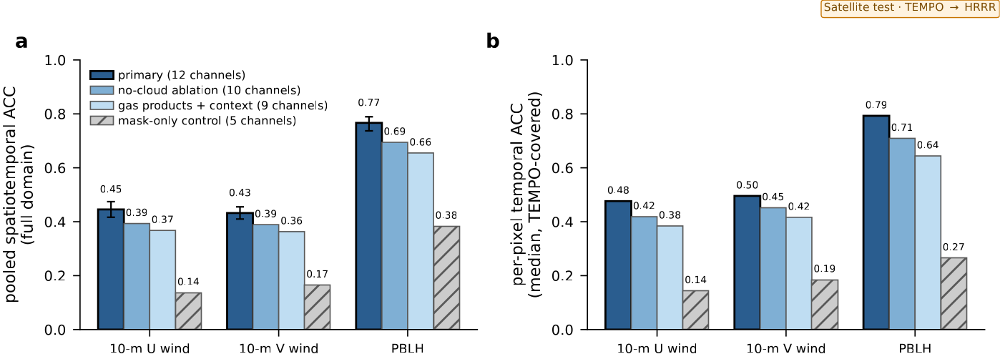 Satellite test · TEMPO → HRRR
a
pooled spatiotemporal ACC
(full domain)
1.0
0.8
0.6
0.4
0.2
0.0
primary (12 channels)
no-cloud ablation (10 channels)
gas products + context (9 channels)
mask-only control (5 channels)
0.45
0.39
0.37
0.14
0.43
0.39
0.36
0.17
0.77
0.69
0.66
0.38
10-m U wind
10-m V wind
PBLH
b
per-pixel temporal ACC
(median, TEMPO-covered)
1.0
0.8
0.6
0.4
0.2
0.0
0.48
0.42
0.38
0.14
0.50
0.45
0.42
0.19
0.79
0.71
0.64
0.27
10-m U wind
10-m V wind
PBLH